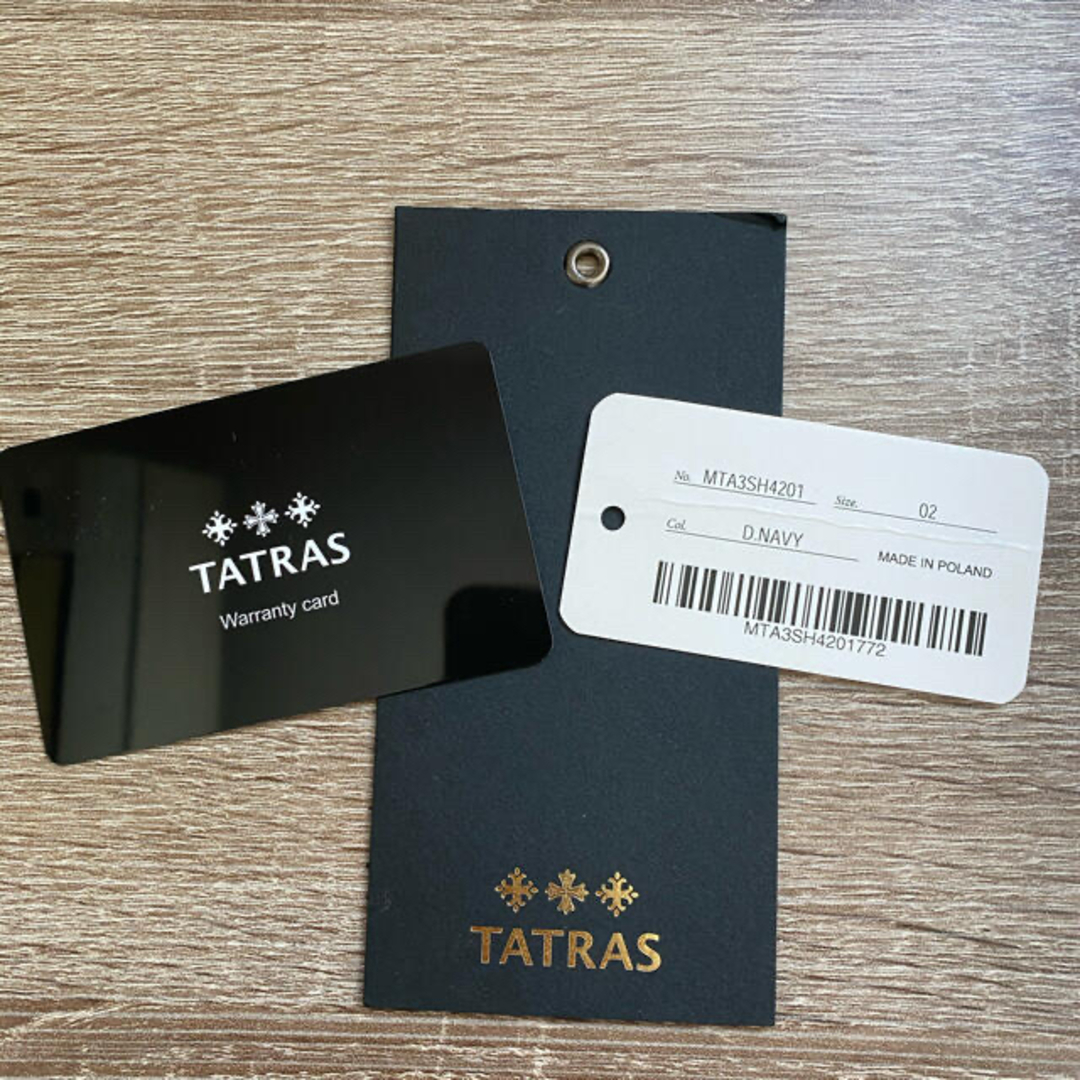 TATRAS
Warranty card
No. MTA3SH4201 Size. 02
Col. D.NAVY MADE IN POLAND
MTA3SH4201772
TATRAS